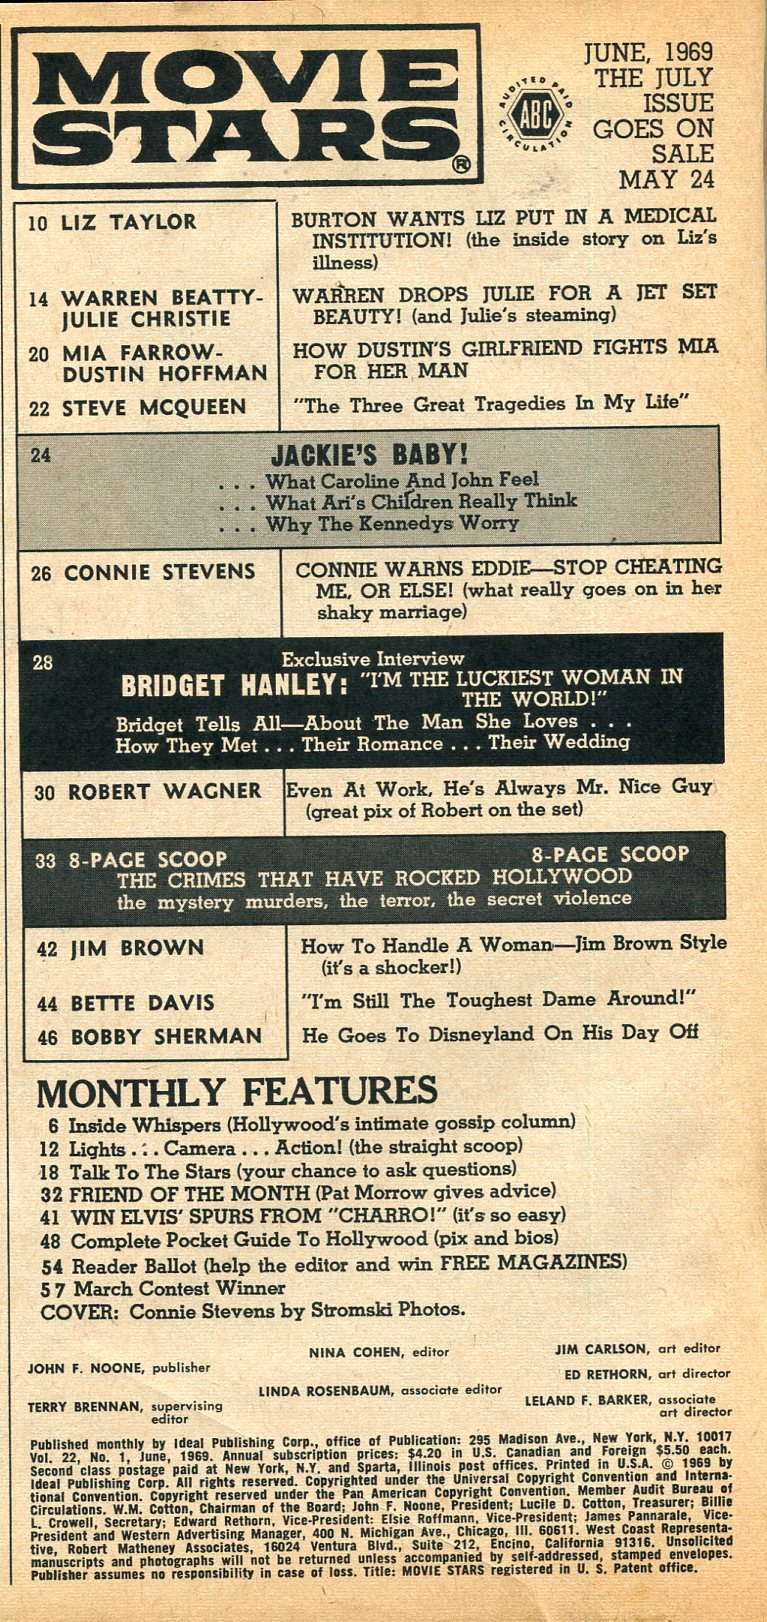 MOVIE
STARS®
AUDITED PAID
ABC
CIRCULATION
JUNE, 1969
THE JULY
ISSUE
GOES ON
SALE
MAY 24
10 LIZ TAYLOR
BURTON WANTS LIZ PUT IN A MEDICAL
INSTITUTION! (the inside story on Liz's
illness)
14 WARREN BEATTY-
JULIE CHRISTIE
WARREN DROPS JULIE FOR A JET SET
BEAUTY! (and Julie's steaming)
20 MIA FARROW-
DUSTIN HOFFMAN
HOW DUSTIN'S GIRLFRIEND FIGHTS MIA
FOR HER MAN
22 STEVE MCQUEEN
"The Three Great Tragedies In My Life"
24 JACKIE'S BABY!
. . . What Caroline And John Feel
. . . What Ari's Children Really Think
. . . Why The Kennedys Worry
26 CONNIE STEVENS
CONNIE WARNS EDDIE—STOP CHEATING
ME, OR ELSE! (what really goes on in her
shaky marriage)
28 Exclusive Interview
BRIDGET HANLEY: "I'M THE LUCKIEST WOMAN IN
THE WORLD!"
Bridget Tells All—About The Man She Loves . . .
How They Met . . . Their Romance . . . Their Wedding
30 ROBERT WAGNER
Even At Work, He's Always Mr. Nice Guy
(great pix of Robert on the set)
33 8-PAGE SCOOP 8-PAGE SCOOP
THE CRIMES THAT HAVE ROCKED HOLLYWOOD
the mystery murders, the terror, the secret violence
42 JIM BROWN
How To Handle A Woman—Jim Brown Style
(it's a shocker!)
44 BETTE DAVIS
"I'm Still The Toughest Dame Around!"
46 BOBBY SHERMAN
He Goes To Disneyland On His Day Off
MONTHLY FEATURES
6 Inside Whispers (Hollywood's intimate gossip column)
12 Lights . . . Camera . . . Action! (the straight scoop)
18 Talk To The Stars (your chance to ask questions)
32 FRIEND OF THE MONTH (Pat Morrow gives advice)
41 WIN ELVIS' SPURS FROM "CHARRO!" (it's so easy)
48 Complete Pocket Guide To Hollywood (pix and bios)
54 Reader Ballot (help the editor and win FREE MAGAZINES)
57 March Contest Winner
COVER: Connie Stevens by Stromski Photos.
JOHN F. NOONE, publisher
TERRY BRENNAN, supervising
editor
NINA COHEN, editor
LINDA ROSENBAUM, associate editor
JIM CARLSON, art editor
ED RETHORN, art director
LELAND F. BARKER, associate
art director
Published monthly by Ideal Publishing Corp., office of Publication: 295 Madison Ave., New York, N.Y. 10017
Vol. 22, No. 1, June, 1969. Annual subscription prices: $4.20 in U.S. Canadian and Foreign $5.50 each.
Second class postage paid at New York, N.Y. and Sparta, Illinois post offices. Printed in U.S.A. © 1969 by
Ideal Publishing Corp. All rights reserved. Copyrighted under the Universal Copyright Convention and Interna-
tional Convention. Copyright reserved under the Pan American Copyright Convention. Member Audit Bureau of
Circulations. W.M. Cotton, Chairman of the Board; John F. Noone, President; Lucile D. Cotton, Treasurer; Billie
L. Crowell, Secretary; Edward Rethorn, Vice-President: Elsie Roffmann, Vice-President; James Pannarale, Vice-
President and Western Advertising Manager, 400 N. Michigan Ave., Chicago, Ill. 60611. West Coast Representa-
tive, Robert Matheney Associates, 16024 Ventura Blvd., Suite 212, Encino, California 91316. Unsolicited
manuscripts and photographs will not be returned unless accompanied by self-addressed, stamped envelopes.
Publisher assumes no responsibility in case of loss. Title: MOVIE STARS registered in U. S. Patent office.